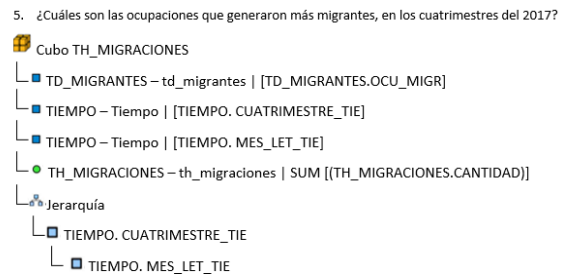 5. ¿Cuáles son las ocupaciones que generaron más migrantes, en los cuatrimestres del 2017?
Cubo TH_MIGRACIONES
TD_MIGRANTES – td_migrantes | [TD_MIGRANTES.OCU_MIGR]
TIEMPO – Tiempo | [TIEMPO. CUATRIMESTRE_TIE]
TIEMPO – Tiempo | [TIEMPO. MES_LET_TIE]
TH_MIGRACIONES – th_migraciones | SUM [(TH_MIGRACIONES.CANTIDAD)]
Jerarquía
TIEMPO. CUATRIMESTRE_TIE
TIEMPO. MES_LET_TIE